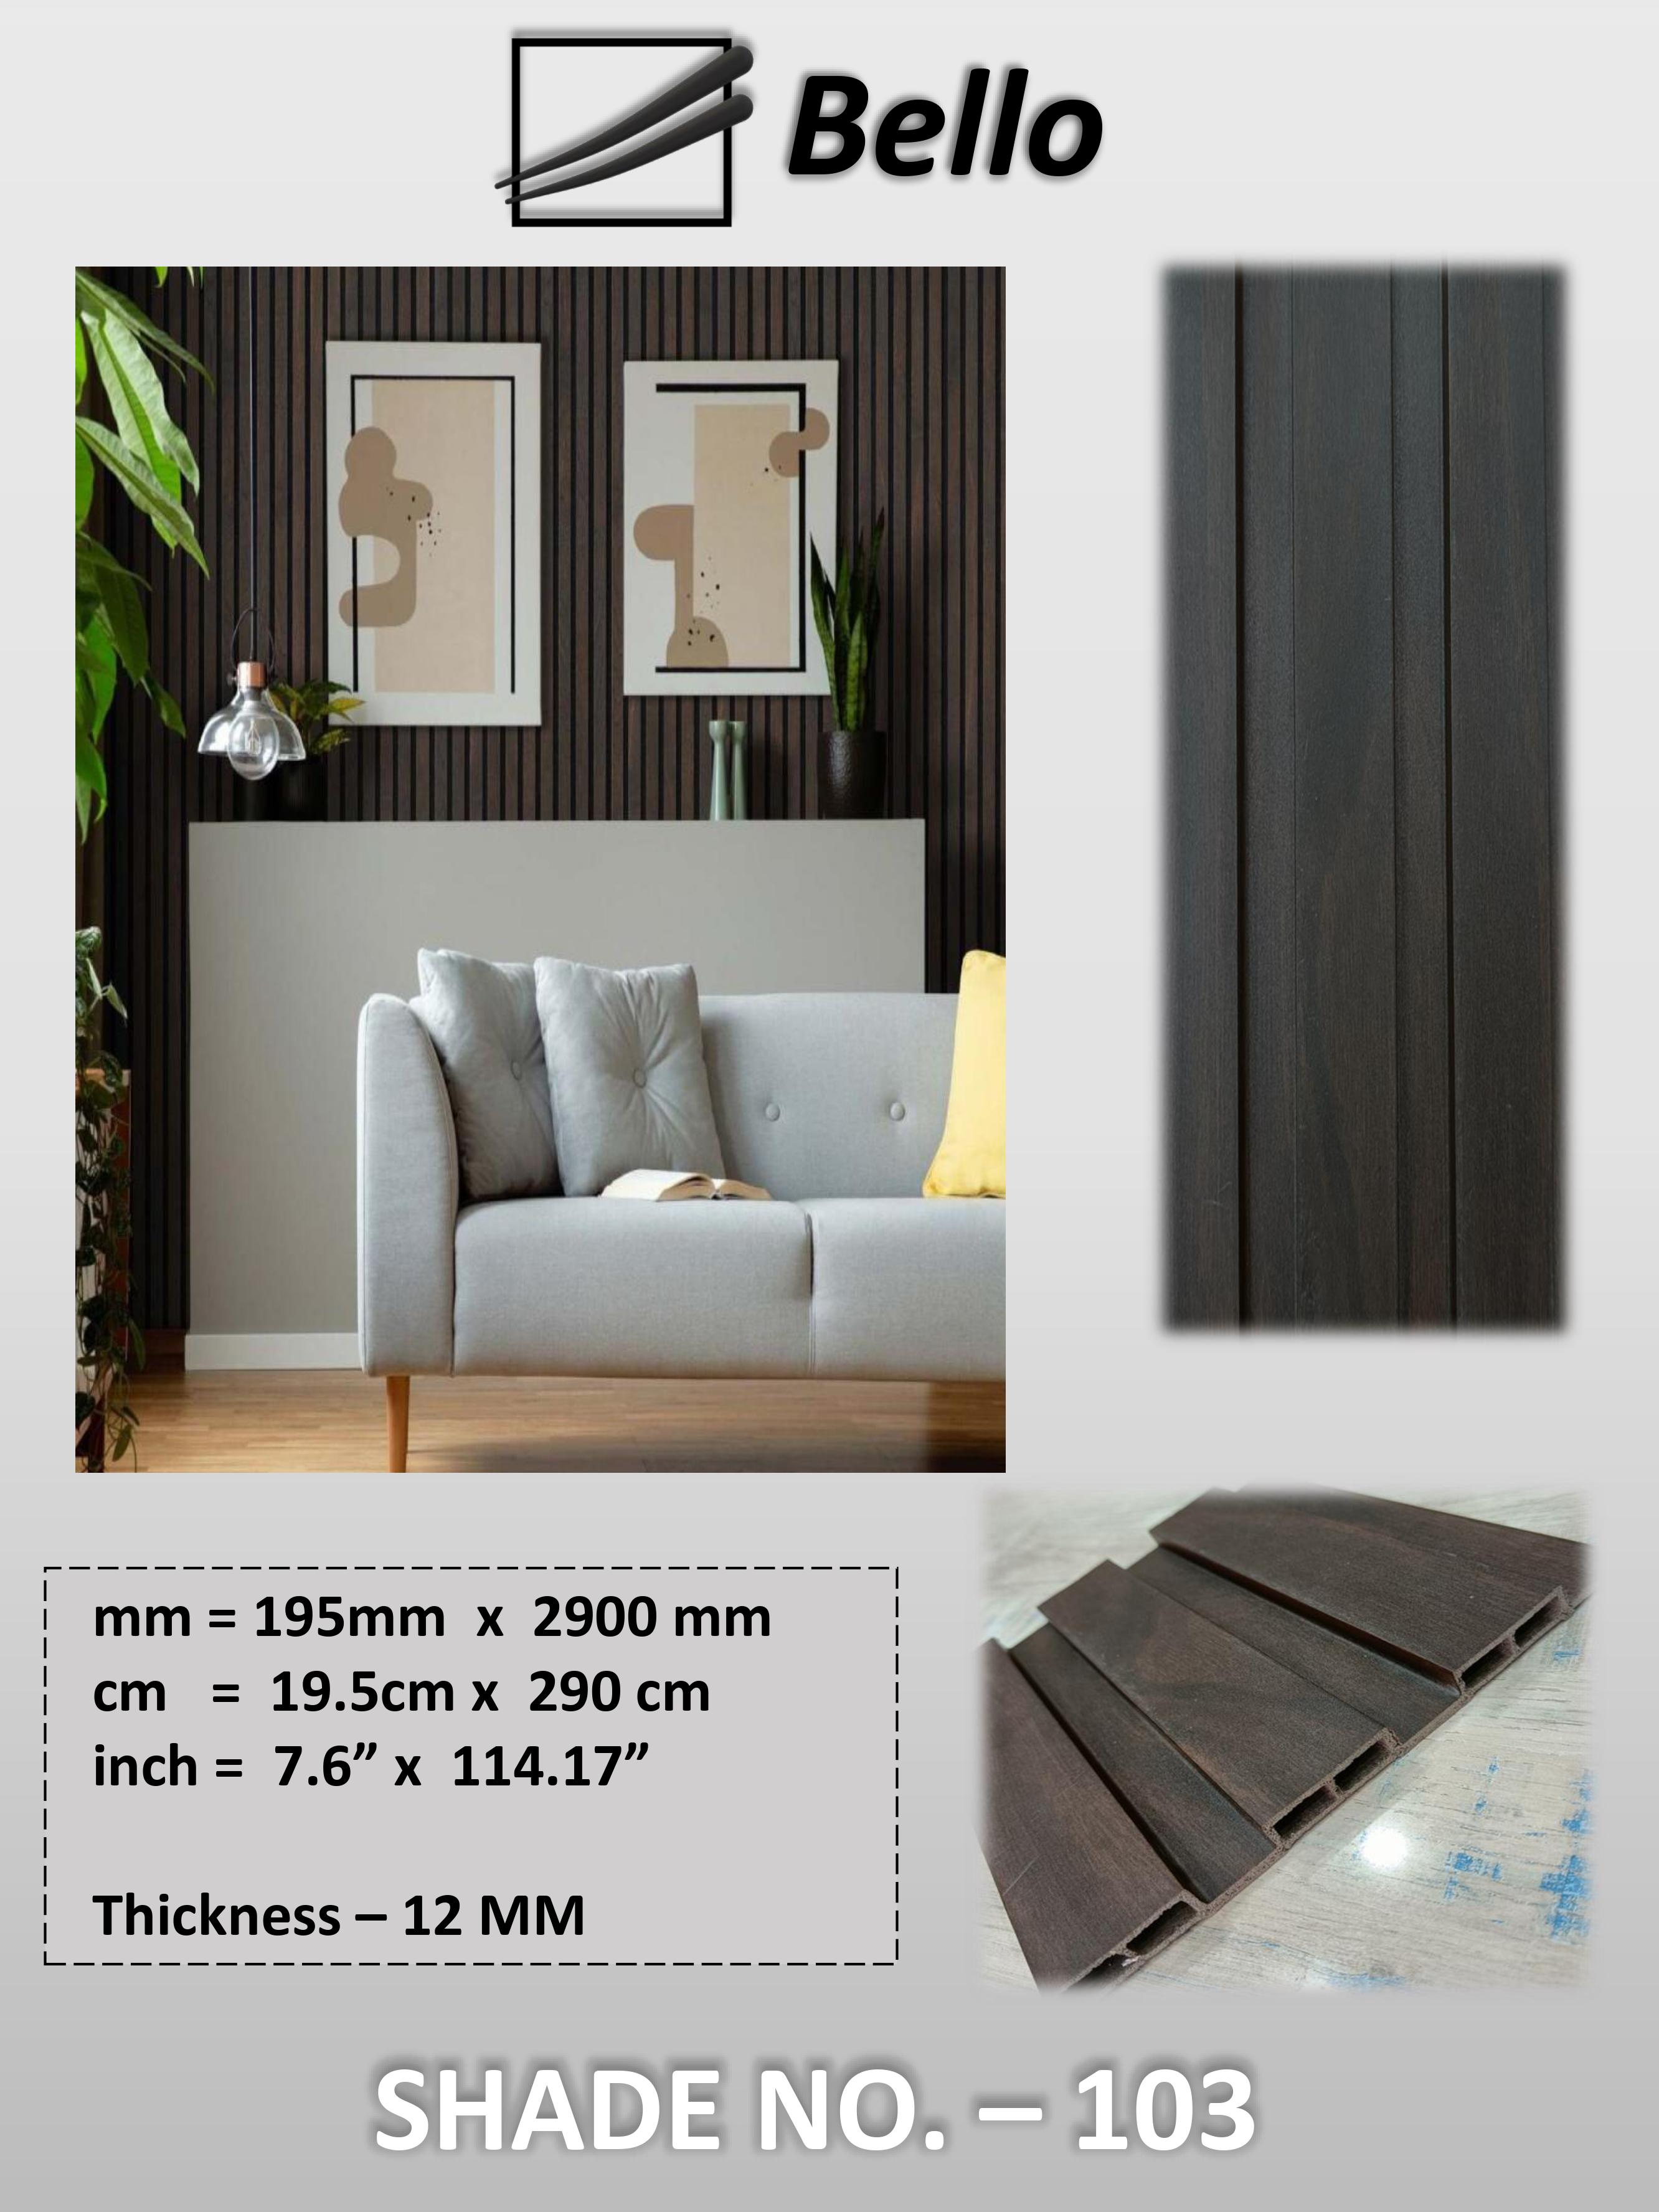 Bello
mm = 195mm x 2900 mm
cm = 19.5cm x 290 cm
inch = 7.6” x 114.17”
Thickness – 12 MM
SHADE NO. – 103